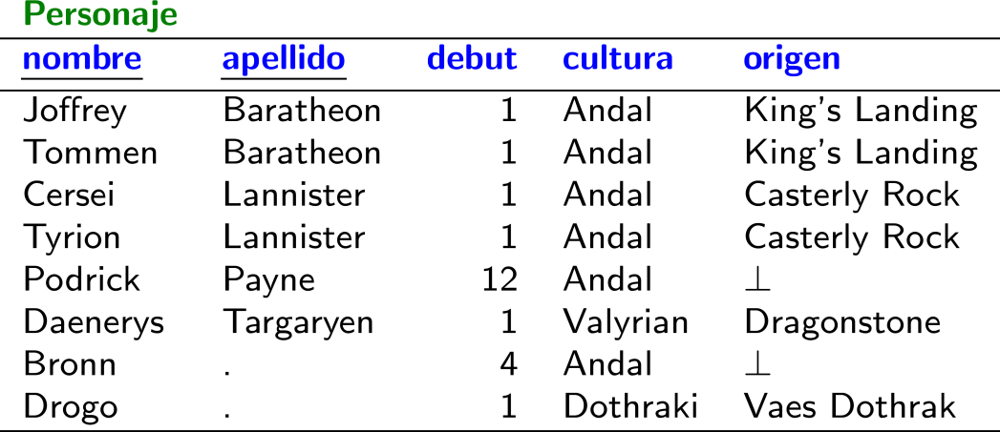 Personaje
nombre apellido debut cultura origen
Joffrey Baratheon 1 Andal King's Landing
Tommen Baratheon 1 Andal King's Landing
Cersei Lannister 1 Andal Casterly Rock
Tyrion Lannister 1 Andal Casterly Rock
Podrick Payne 12 Andal ⊥
Daenerys Targaryen 1 Valyrian Dragonstone
Bronn . 4 Andal ⊥
Drogo . 1 Dothraki Vaes Dothrak